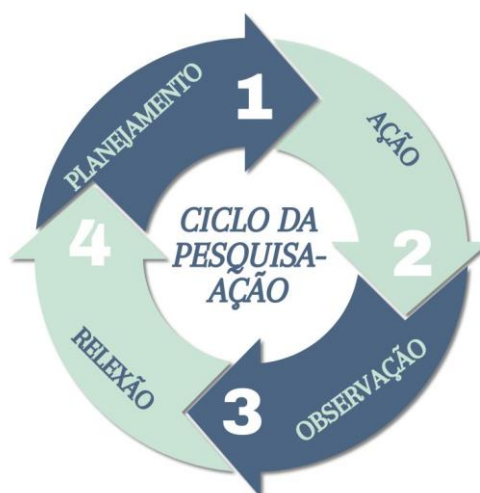 CICLO DA
PESQUISA-
AÇÃO
PLANEJAMENTO
1
AÇÃO
2
OBSERVAÇÃO
3
RELEXÃO
4